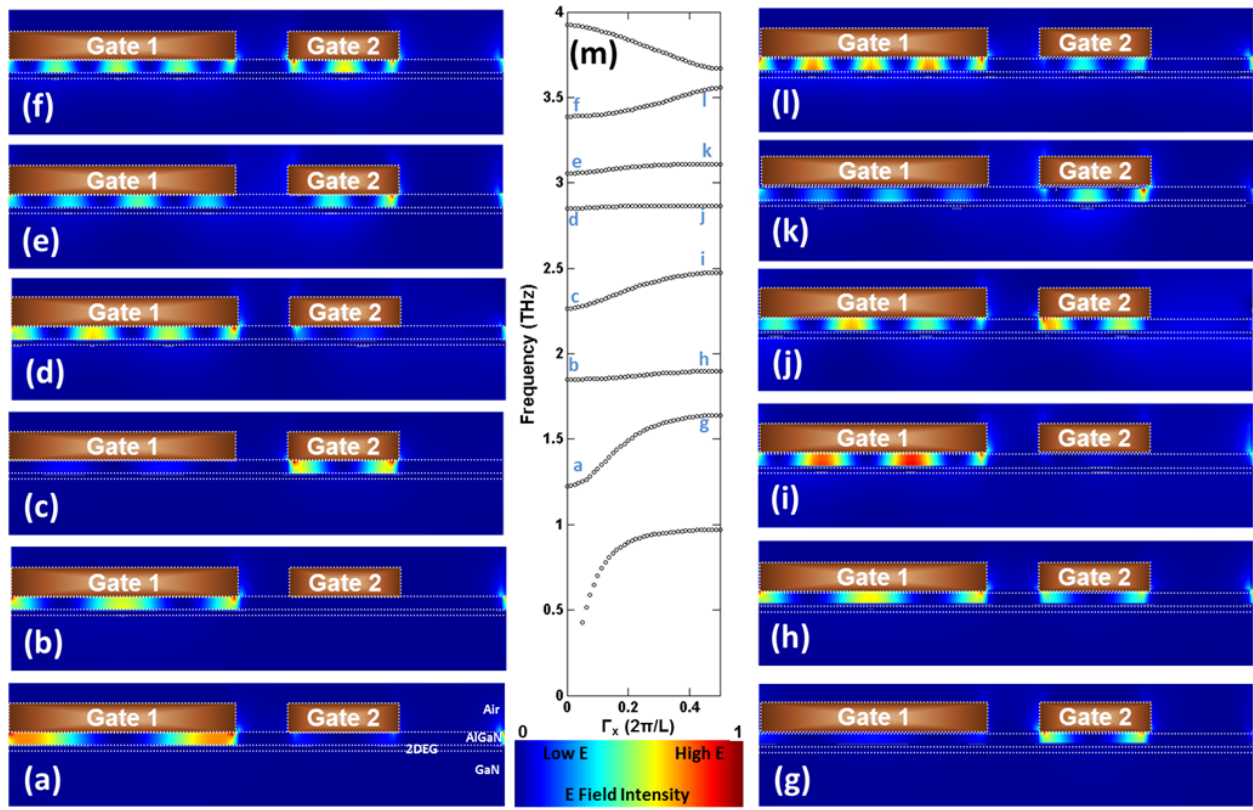 Gate 1 Gate 2
(f)
Gate 1 Gate 2
(e)
Gate 1 Gate 2
(d)
Gate 1 Gate 2
(c)
Gate 1 Gate 2
(b)
Gate 1 Gate 2
Air
AlGaN
2DEG
GaN
(a)
(m)
4
3.5
3
2.5
2
1.5
1
0.5
0
Frequency (THz)
f l
e k
d j
i
c
b h
g
a
0 0.2 0.4
Γx (2π/L)
0 1
Low E High E
E Field Intensity
Gate 1 Gate 2
(l)
Gate 1 Gate 2
(k)
Gate 1 Gate 2
(j)
Gate 1 Gate 2
(i)
Gate 1 Gate 2
(h)
Gate 1 Gate 2
(g)